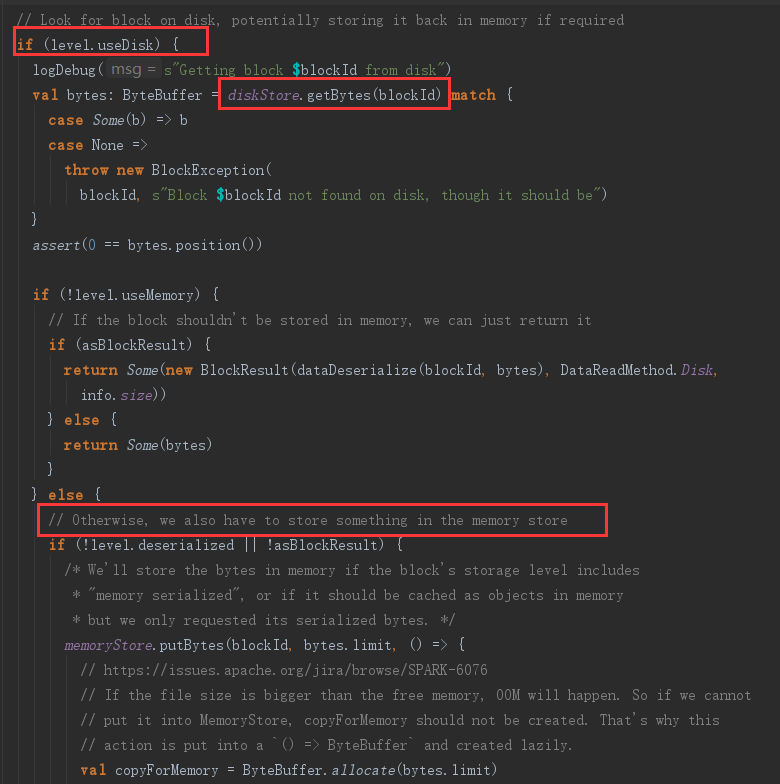 // Look for block on disk, potentially storing it back in memory if required
if (level.useDisk) {
logDebug( msg = s"Getting block $blockId from disk")
val bytes: ByteBuffer = diskStore.getBytes(blockId) match {
case Some(b) => b
case None =>
throw new BlockException(
blockId, s"Block $blockId not found on disk, though it should be")
}
assert(0 == bytes.position())
if (!level.useMemory) {
// If the block shouldn't be stored in memory, we can just return it
if (asBlockResult) {
return Some(new BlockResult(dataDeserialize(blockId, bytes), DataReadMethod.Disk,
info.size))
} else {
return Some(bytes)
}
} else {
// Otherwise, we also have to store something in the memory store
if (!level.deserialized || !asBlockResult) {
/* We'll store the bytes in memory if the block's storage level includes
* "memory serialized", or if it should be cached as objects in memory
* but we only requested its serialized bytes. */
memoryStore.putBytes(blockId, bytes.limit, () => {
// https://issues.apache.org/jira/browse/SPARK-6076
// If the file size is bigger than the free memory, OOM will happen. So if we cannot
// put it into MemoryStore, copyForMemory should not be created. That's why this
// action is put into a `() => ByteBuffer` and created lazily.
val copyForMemory = ByteBuffer.allocate(bytes.limit)